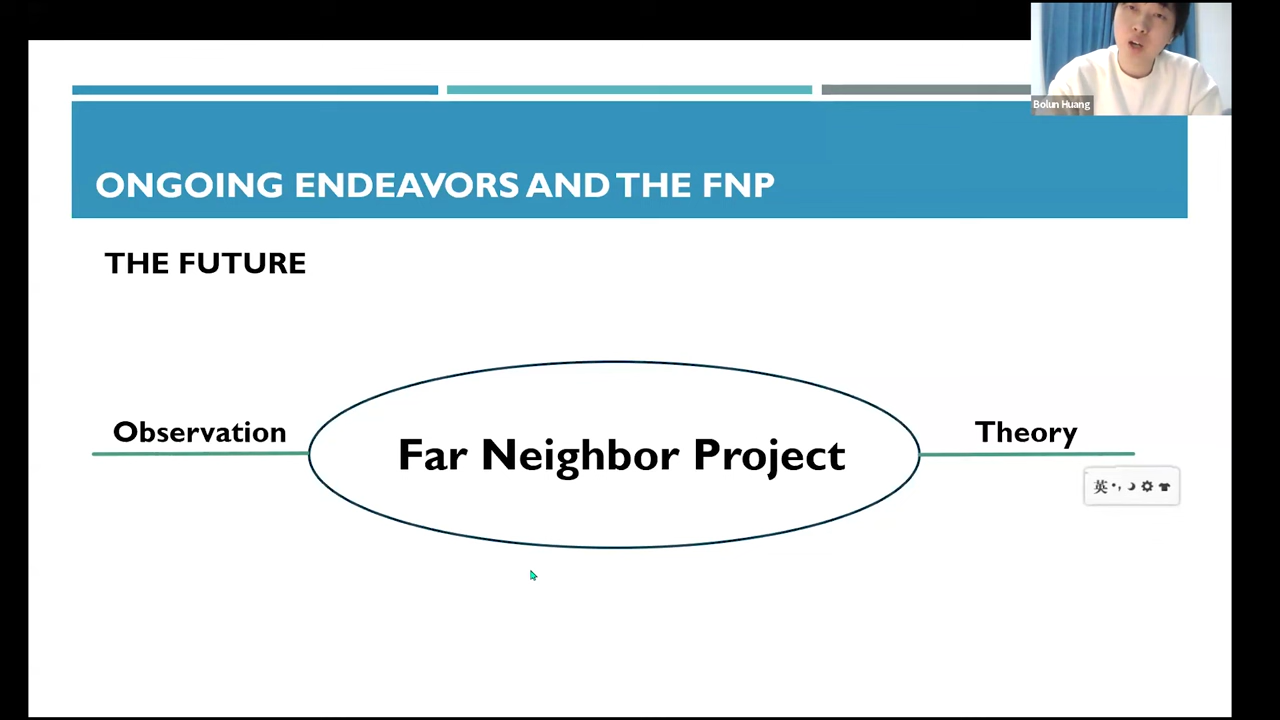 Bolun Huang
ONGOING ENDEAVORS AND THE FNP
THE FUTURE
Observation
Far Neighbor Project
Theory
英